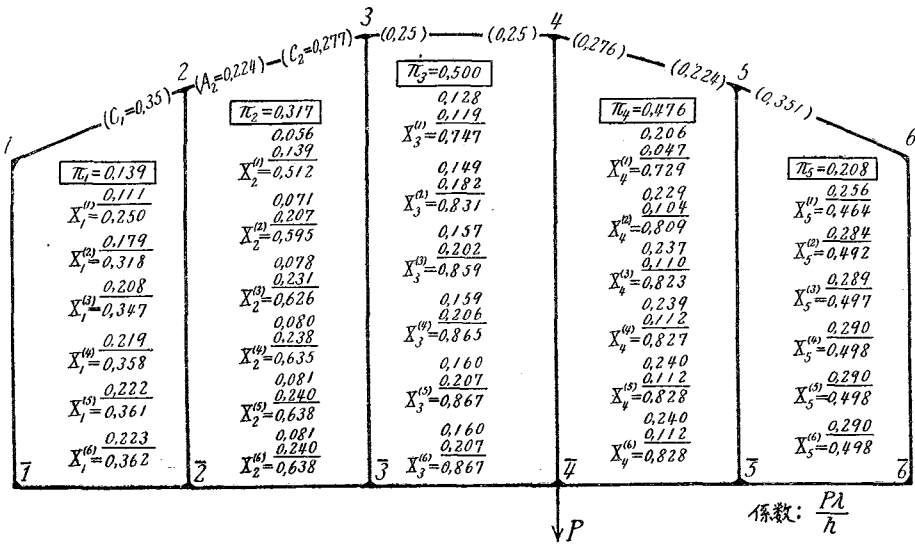 3 4
(0,25) (0,25)
2 (A₂=0,224) (C₂=0,277) (0,276) (0,224) 5
1 (C₁=0,35) (0,351) 6
π₁=0,139
0,111
X₁⁽¹⁾=0,250
0,179
X₁⁽²⁾=0,318
0,208
X₁⁽³⁾=0,347
0,219
X₁⁽⁴⁾=0,358
0,222
X₁⁽⁵⁾=0,361
0,223
X₁⁽⁶⁾=0,362
π₂=0,317
0,056
0,139
X₂⁽¹⁾=0,512
0,071
0,207
X₂⁽²⁾=0,595
0,078
0,231
X₂⁽³⁾=0,626
0,080
0,238
X₂⁽⁴⁾=0,635
0,081
0,240
X₂⁽⁵⁾=0,638
0,081
0,240
X₂⁽⁶⁾=0,638
π₃=0,500
0,128
0,119
X₃⁽¹⁾=0,747
0,149
0,182
X₃⁽²⁾=0,831
0,157
0,202
X₃⁽³⁾=0,859
0,159
0,206
X₃⁽⁴⁾=0,865
0,160
0,207
X₃⁽⁵⁾=0,867
0,160
0,207
X₃⁽⁶⁾=0,867
π₄=0,476
0,206
0,047
X₄⁽¹⁾=0,729
0,229
0,104
X₄⁽²⁾=0,809
0,237
0,110
X₄⁽³⁾=0,823
0,239
0,112
X₄⁽⁴⁾=0,827
0,240
0,112
X₄⁽⁵⁾=0,828
0,240
0,112
X₄⁽⁶⁾=0,828
π₅=0,208
0,256
X₅⁽¹⁾=0,464
0,284
X₅⁽²⁾=0,492
0,289
X₅⁽³⁾=0,497
0,290
X₅⁽⁴⁾=0,498
0,290
X₅⁽⁵⁾=0,498
0,290
X₅⁽⁶⁾=0,498
1̄ 2̄ 3̄ 4̄ 5̄ 6̄
P
係数: Pλ/h